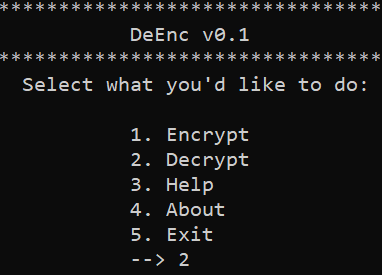 ********************************
DeEnc v0.1
********************************
Select what you'd like to do:
1. Encrypt
2. Decrypt
3. Help
4. About
5. Exit
--> 2